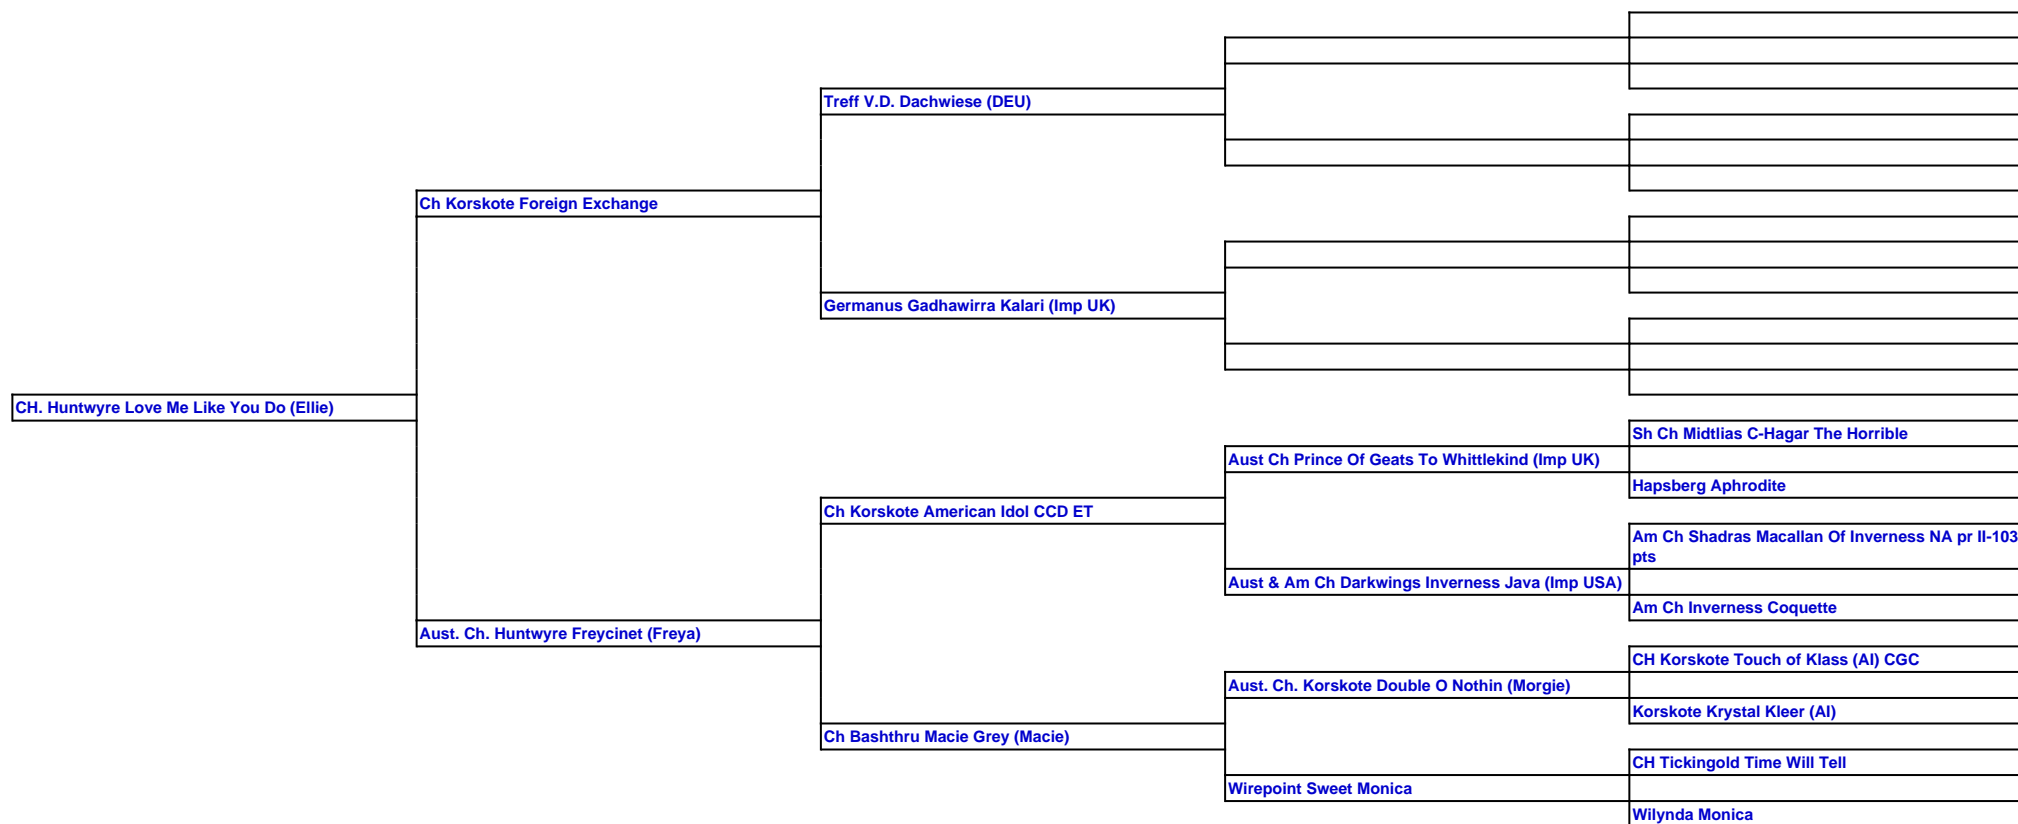 Treff V.D. Dachwiese (DEU)
Ch Korskote Foreign Exchange
Germanus Gadhawirra Kalari (Imp UK)
CH. Huntwyre Love Me Like You Do (Ellie)
Sh Ch Midtlias C-Hagar The Horrible
Aust Ch Prince Of Geats To Whittlekind (Imp UK)
Hapsberg Aphrodite
Ch Korskote American Idol CCD ET
Am Ch Shadras Macallan Of Inverness NA pr II-103
pts
Aust & Am Ch Darkwings Inverness Java (Imp USA)
Am Ch Inverness Coquette
Aust. Ch. Huntwyre Freycinet (Freya)
CH Korskote Touch of Klass (AI) CGC
Aust. Ch. Korskote Double O Nothin (Morgie)
Korskote Krystal Kleer (AI)
Ch Bashthru Macie Grey (Macie)
CH Tickingold Time Will Tell
Wirepoint Sweet Monica
Wilynda Monica